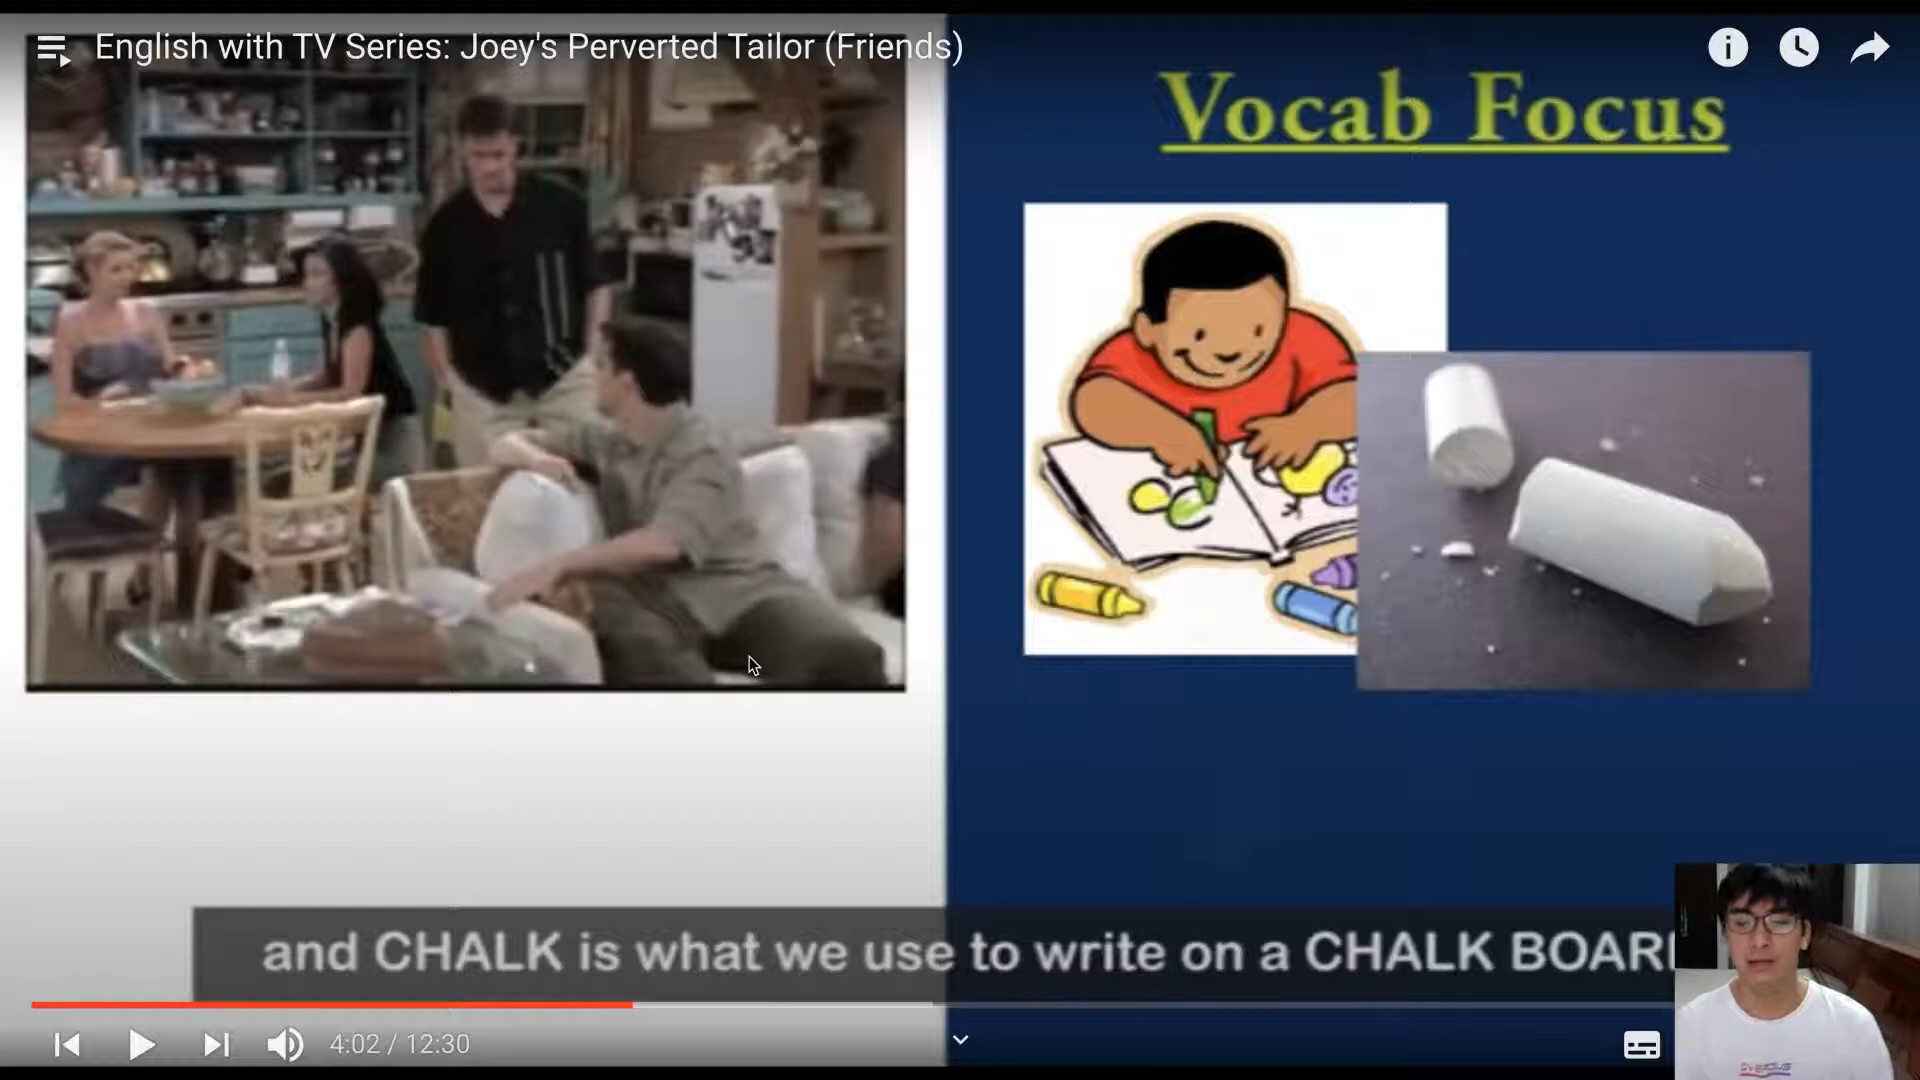 English with TV Series: Joey's Perverted Tailor (Friends)
Vocab Focus
and CHALK is what we use to write on a CHALK BOAR
4:02 / 12:30